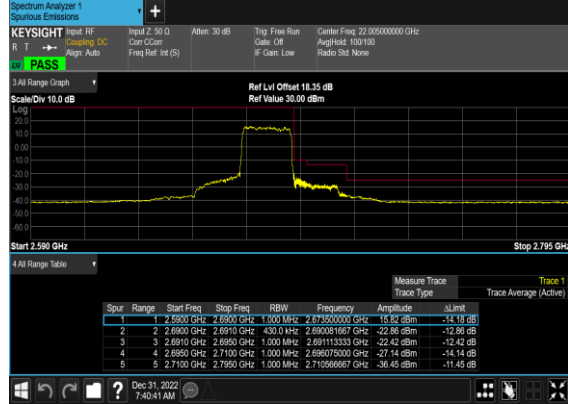 Spectrum Analyzer 1
Spurious Emissions
+
KEYSIGHT Input: RF Input Z: 50 Ω Atten: 30 dB Trig: Free Run Center Freq: 22.005000000 GHz
R T Coupling: DC Corr CCorr Gate: Off Avg|Hold: 100/100
Align: Auto Freq Ref: Int (S) IF Gain: Low Radio Std: None
PASS
3 All Range Graph Ref Lvl Offset 18.35 dB
Scale/Div 10.0 dB Ref Value 30.00 dBm
Log
20.0
10.0
0.00
-10.0
-20.0
-30.0
-40.0
-50.0
-60.0
Start 2.590 GHz Stop 2.795 GHz
4 All Range Table
Measure Trace Trace 1
Trace Type Trace Average (Active)
Spur Range Start Freq Stop Freq RBW Frequency Amplitude ΔLimit
1 1 2.5900 GHz 2.6900 GHz 1.000 MHz 2.673500000 GHz 15.82 dBm -14.18 dB
2 2 2.6900 GHz 2.6910 GHz 430.0 kHz 2.690081667 GHz -22.86 dBm -12.86 dB
3 3 2.6910 GHz 2.6950 GHz 1.000 MHz 2.691113333 GHz -22.42 dBm -12.42 dB
4 4 2.6950 GHz 2.7100 GHz 1.000 MHz 2.696075000 GHz -27.14 dBm -14.14 dB
5 5 2.7100 GHz 2.7950 GHz 1.000 MHz 2.710566667 GHz -36.45 dBm -11.45 dB
? Dec 31, 2022
7:40:41 AM